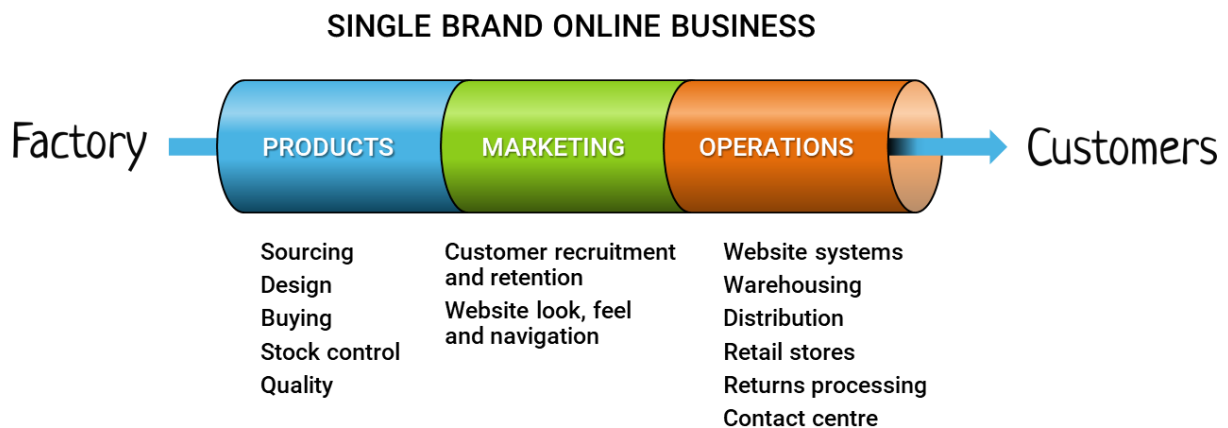 SINGLE BRAND ONLINE BUSINESS
Factory
PRODUCTS
MARKETING
OPERATIONS
Customers
Sourcing
Design
Buying
Stock control
Quality
Customer recruitment
and retention
Website look, feel
and navigation
Website systems
Warehousing
Distribution
Retail stores
Returns processing
Contact centre